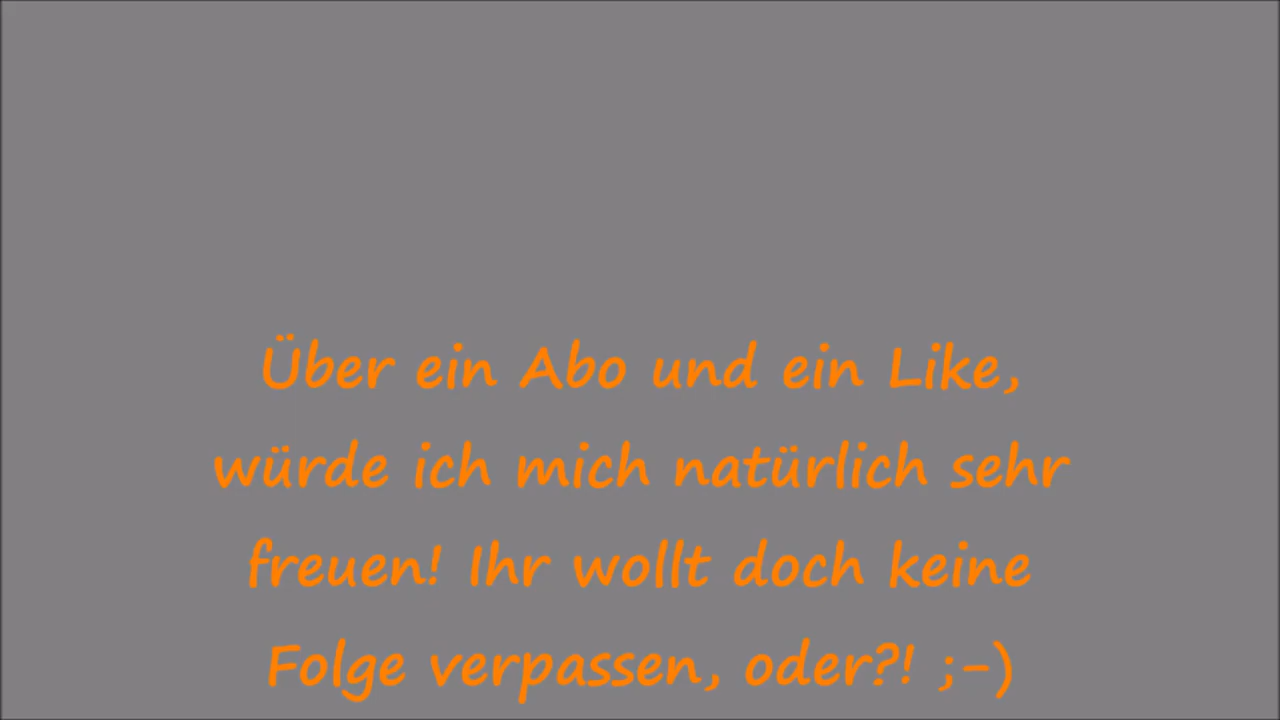 Über ein Abo und ein Like,
würde ich mich natürlich sehr
freuen! Ihr wollt doch keine
Folge verpassen, oder?! ;-)